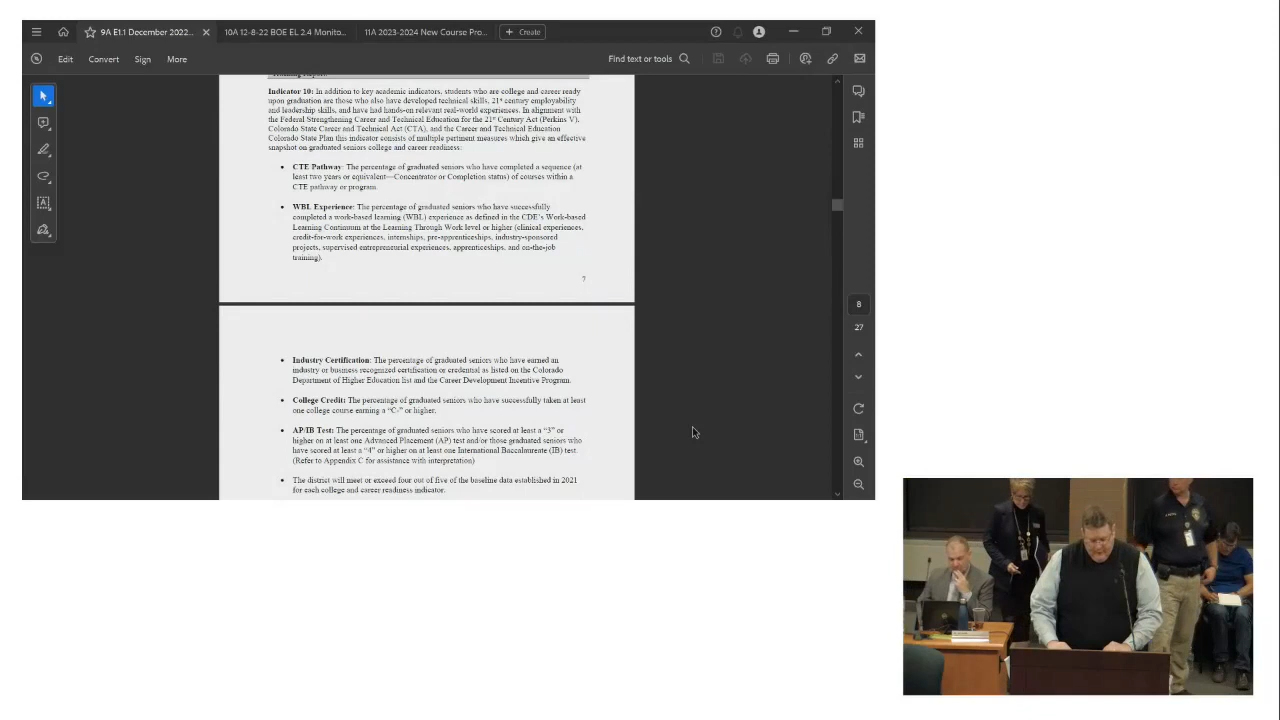 9A E1.1 December 2022...
10A 12-8-22 BOE EL 2.4 Monito...
11A 2023-2024 New Course Pro...
Create
Edit
Convert
Sign
More
Find text or tools
Indicator 10: In addition to key academic indicators, students who are college and career ready
upon graduation are those who also have developed technical skills, 21st century employability
and leadership skills, and have had hands-on relevant real-world experiences. In alignment with
the Federal Strengthening Career and Technical Education for the 21st Century Act (Perkins V),
Colorado State Career and Technical Act (CTA), and the Career and Technical Education
Colorado State Plan this indicator consists of multiple pertinent measures which give an effective
snapshot on graduated seniors college and career readiness:
• CTE Pathway: The percentage of graduated seniors who have completed a sequence (at
least two years or equivalent—Concentrator or Completion status) of courses within a
CTE pathway or program.
• WBL Experience: The percentage of graduated seniors who have successfully
completed a work-based learning (WBL) experience as defined in the CDE's Work-based
Learning Continuum at the Learning Through Work level or higher (clinical experiences,
credit-for-work experiences, internships, pre-apprenticeships, industry-sponsored
projects, supervised entrepreneurial experiences, apprenticeships, and on-the-job
training).
7
• Industry Certification: The percentage of graduated seniors who have earned an
industry or business recognized certification or credential as listed on the Colorado
Department of Higher Education list and the Career Development Incentive Program.
• College Credit: The percentage of graduated seniors who have successfully taken at least
one college course earning a "C-" or higher.
• AP/IB Test: The percentage of graduated seniors who have scored at least a "3" or
higher on at least one Advanced Placement (AP) test and/or those graduated seniors who
have scored at least a "4" or higher on at least one International Baccalaureate (IB) test.
(Refer to Appendix C for assistance with interpretation)
• The district will meet or exceed four out of five of the baseline data established in 2021
for each college and career readiness indicator.
8
27